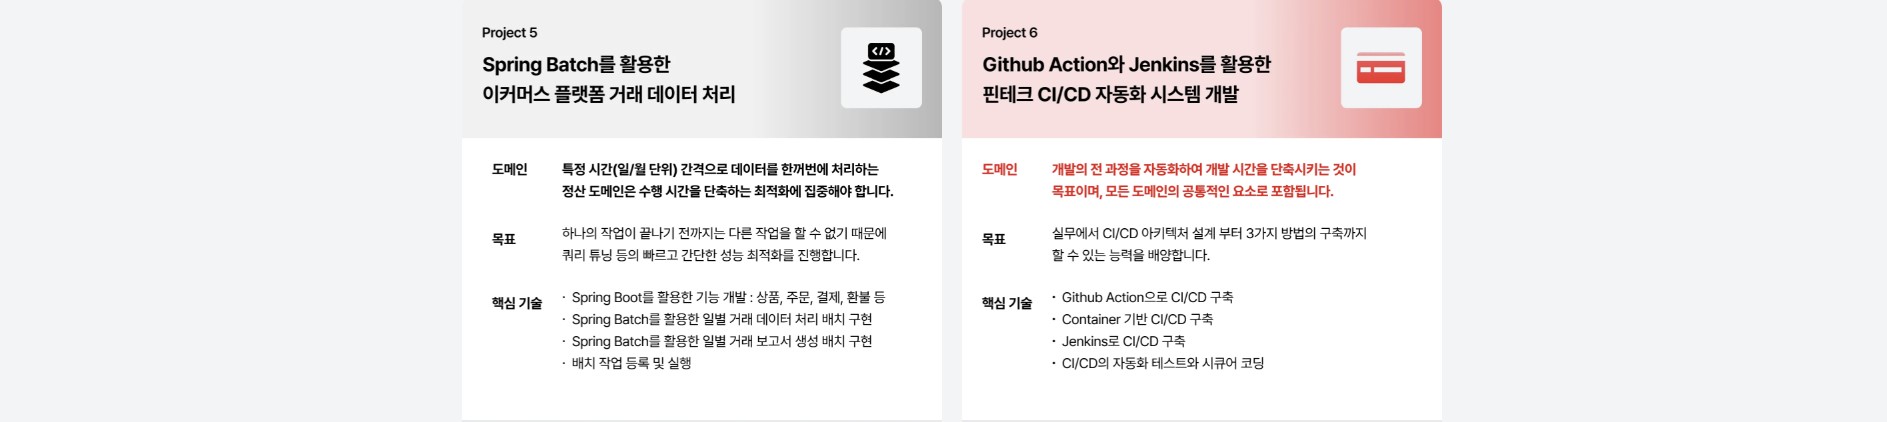 Project 5
Spring Batch를 활용한
이커머스 플랫폼 거래 데이터 처리
도메인
특정 시간(일/월 단위) 간격으로 데이터를 한꺼번에 처리하는
정산 도메인은 수행 시간을 단축하는 최적화에 집중해야 합니다.
목표
하나의 작업이 끝나기 전까지는 다른 작업을 할 수 없기 때문에
쿼리 튜닝 등의 빠르고 간단한 성능 최적화를 진행합니다.
핵심 기술
· Spring Boot를 활용한 기능 개발 : 상품, 주문, 결제, 환불 등
· Spring Batch를 활용한 일별 거래 데이터 처리 배치 구현
· Spring Batch를 활용한 일별 거래 보고서 생성 배치 구현
· 배치 작업 등록 및 실행
Project 6
Github Action와 Jenkins를 활용한
핀테크 CI/CD 자동화 시스템 개발
도메인
개발의 전 과정을 자동화하여 개발 시간을 단축시키는 것이
목표이며, 모든 도메인의 공통적인 요소로 포함됩니다.
목표
실무에서 CI/CD 아키텍처 설계 부터 3가지 방법의 구축까지
할 수 있는 능력을 배양합니다.
핵심 기술
· Github Action으로 CI/CD 구축
· Container 기반 CI/CD 구축
· Jenkins로 CI/CD 구축
· CI/CD의 자동화 테스트와 시큐어 코딩